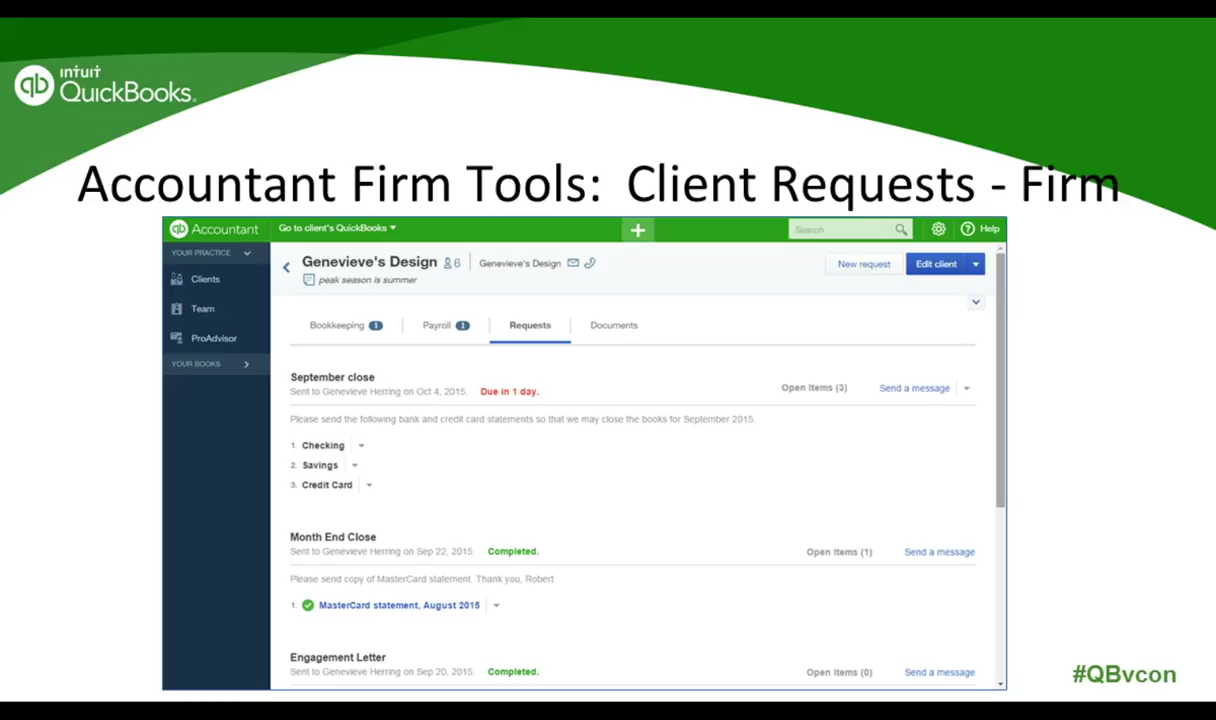 intuit
QuickBooks.
Accountant Firm Tools: Client Requests - Firm
qb Accountant Go to client's QuickBooks + Search ? Help
YOUR PRACTICE
Clients
Team
ProAdvisor
YOUR BOOKS
Genevieve's Design 6 Genevieve's Design New request Edit client
peak season is summer
Bookkeeping 1 Payroll 1 Requests Documents
September close
Sent to Genevieve Herring on Oct 4, 2015. Due in 1 day. Open Items (3) Send a message
Please send the following bank and credit card statements so that we may close the books for September 2015.
1. Checking
2. Savings
3. Credit Card
Month End Close
Sent to Genevieve Herring on Sep 22, 2015. Completed. Open Items (1) Send a message
Please send copy of MasterCard statement. Thank you, Robert
1. MasterCard statement, August 2015
Engagement Letter
Sent to Genevieve Herring on Sep 20, 2015. Completed. Open Items (0) Send a message
#QBvcon